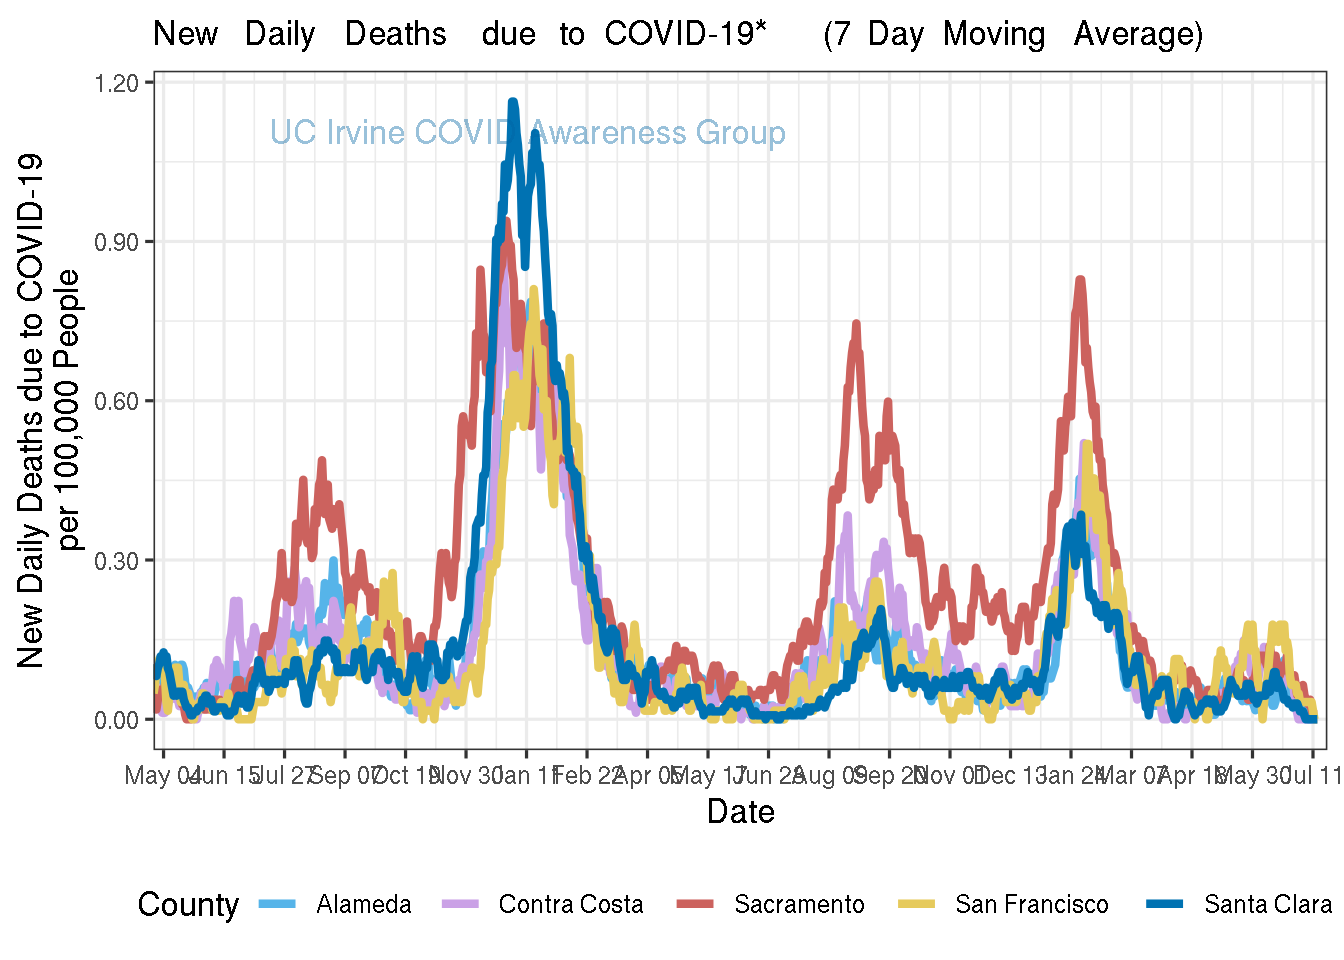 New Daily Deaths due to COVID-19* (7 Day Moving Average)
UC Irvine COVID Awareness Group
New Daily Deaths due to COVID-19
per 100,000 People
1.20
0.90
0.60
0.30
0.00
May 04 Jun 15 Jul 27 Sep 07 Oct 19 Nov 30 Jan 11 Feb 22 Apr 05 May 17 Jun 28 Aug 09 Sep 20 Nov 01 Dec 13 Jan 24 Mar 07 Apr 18 May 30 Jul 11
Date
County Alameda Contra Costa Sacramento San Francisco Santa Clara